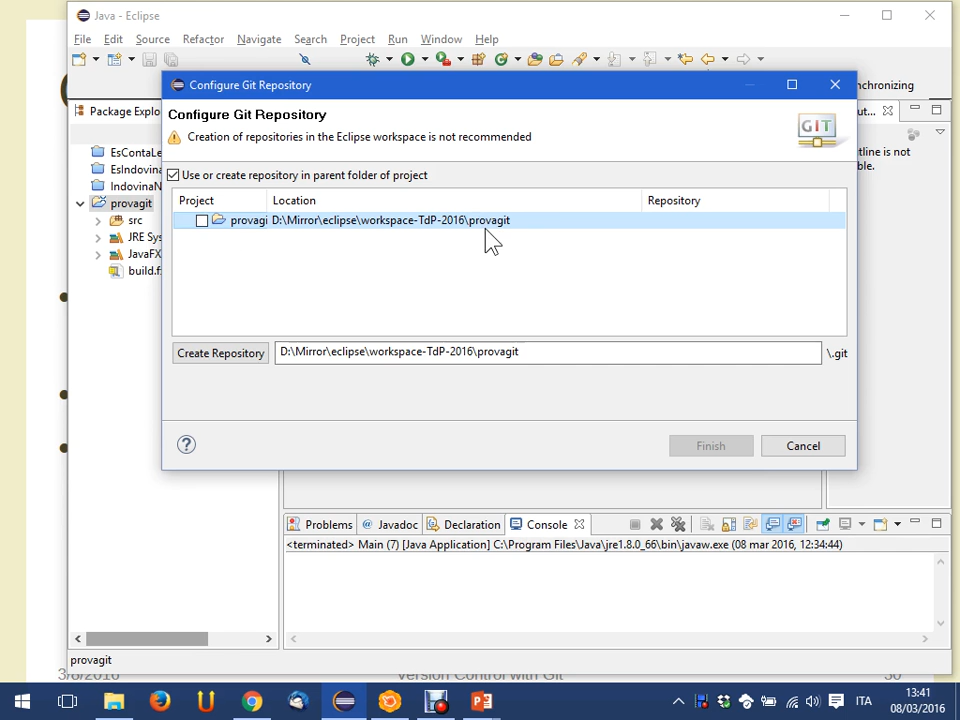 Java - Eclipse
File Edit Source Refactor Navigate Search Project Run Window Help
Configure Git Repository
Configure Git Repository
Creation of repositories in the Eclipse workspace is not recommended
GIT
Use or create repository in parent folder of project
Project Location Repository
provagi D:\Mirror\eclipse\workspace-TdP-2016\provagit
Create Repository D:\Mirror\eclipse\workspace-TdP-2016\provagit \.git
Finish Cancel
nchronizing
Package Explo
ut...
tline is not
ble.
EsContaLe
EsIndovina
IndovinaN
provagit
src
JRE Sys
JavaFX
build.f
Problems @ Javadoc Declaration Console
<terminated> Main (7) [Java Application] C:\Program Files\Java\jre1.8.0_66\bin\javaw.exe (08 mar 2016, 12:34:44)
provagit
3/8/2016 Version Control with Git
ITA 13:41
08/03/2016